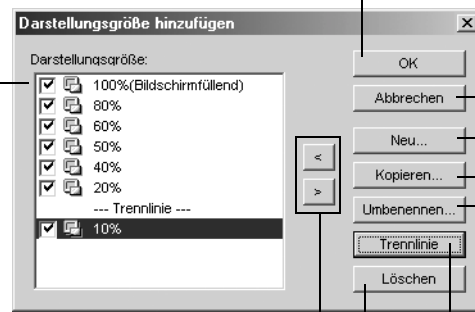 Darstellungsgröße hinzufügen
Darstellungsgröße:
100%(Bildschirmfüllend)
80%
60%
50%
40%
20%
--- Trennlinie ---
10%
<
>
OK
Abbrechen
Neu...
Kopieren...
Umbenennen...
Trennlinie
Löschen